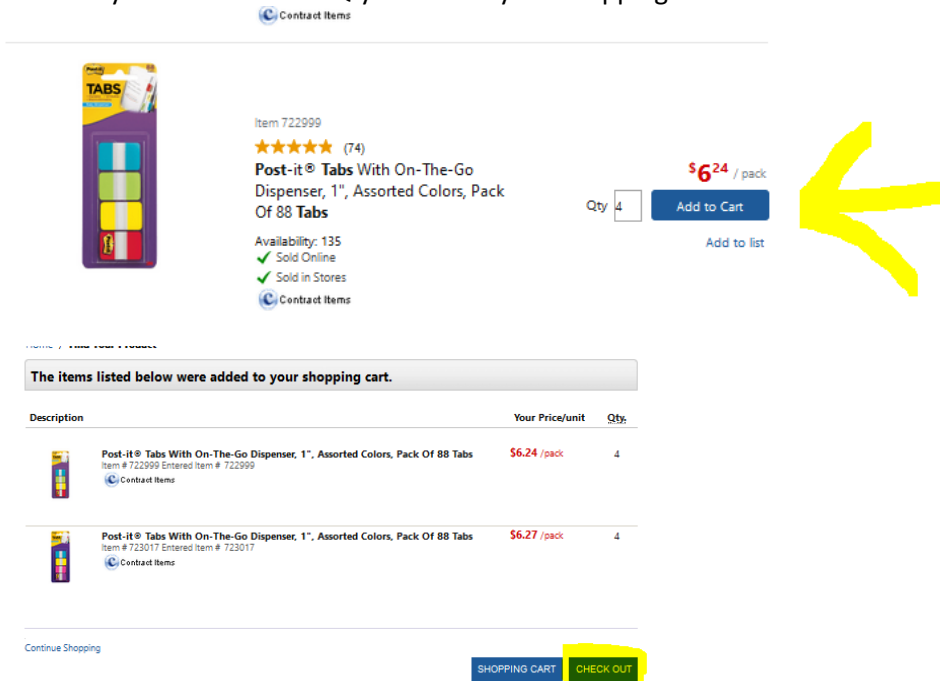 Contract Items
TABS
Item 722999
(74)
Post-it® Tabs With On-The-Go
Dispenser, 1", Assorted Colors, Pack
Of 88 Tabs
Availability: 135
Sold Online
Sold in Stores
Contract Items
$6 24 / pack
Qty 4 Add to Cart
Add to list
The items listed below were added to your shopping cart.
Description Your Price/unit Qty.
Post-it® Tabs With On-The-Go Dispenser, 1", Assorted Colors, Pack Of 88 Tabs $6.24 /pack 4
Item # 722999 Entered Item # 722999
Contract Items
Post-it® Tabs With On-The-Go Dispenser, 1", Assorted Colors, Pack Of 88 Tabs $6.27 /pack 4
Item # 723017 Entered Item # 723017
Contract Items
Continue Shopping
SHOPPING CART CHECK OUT